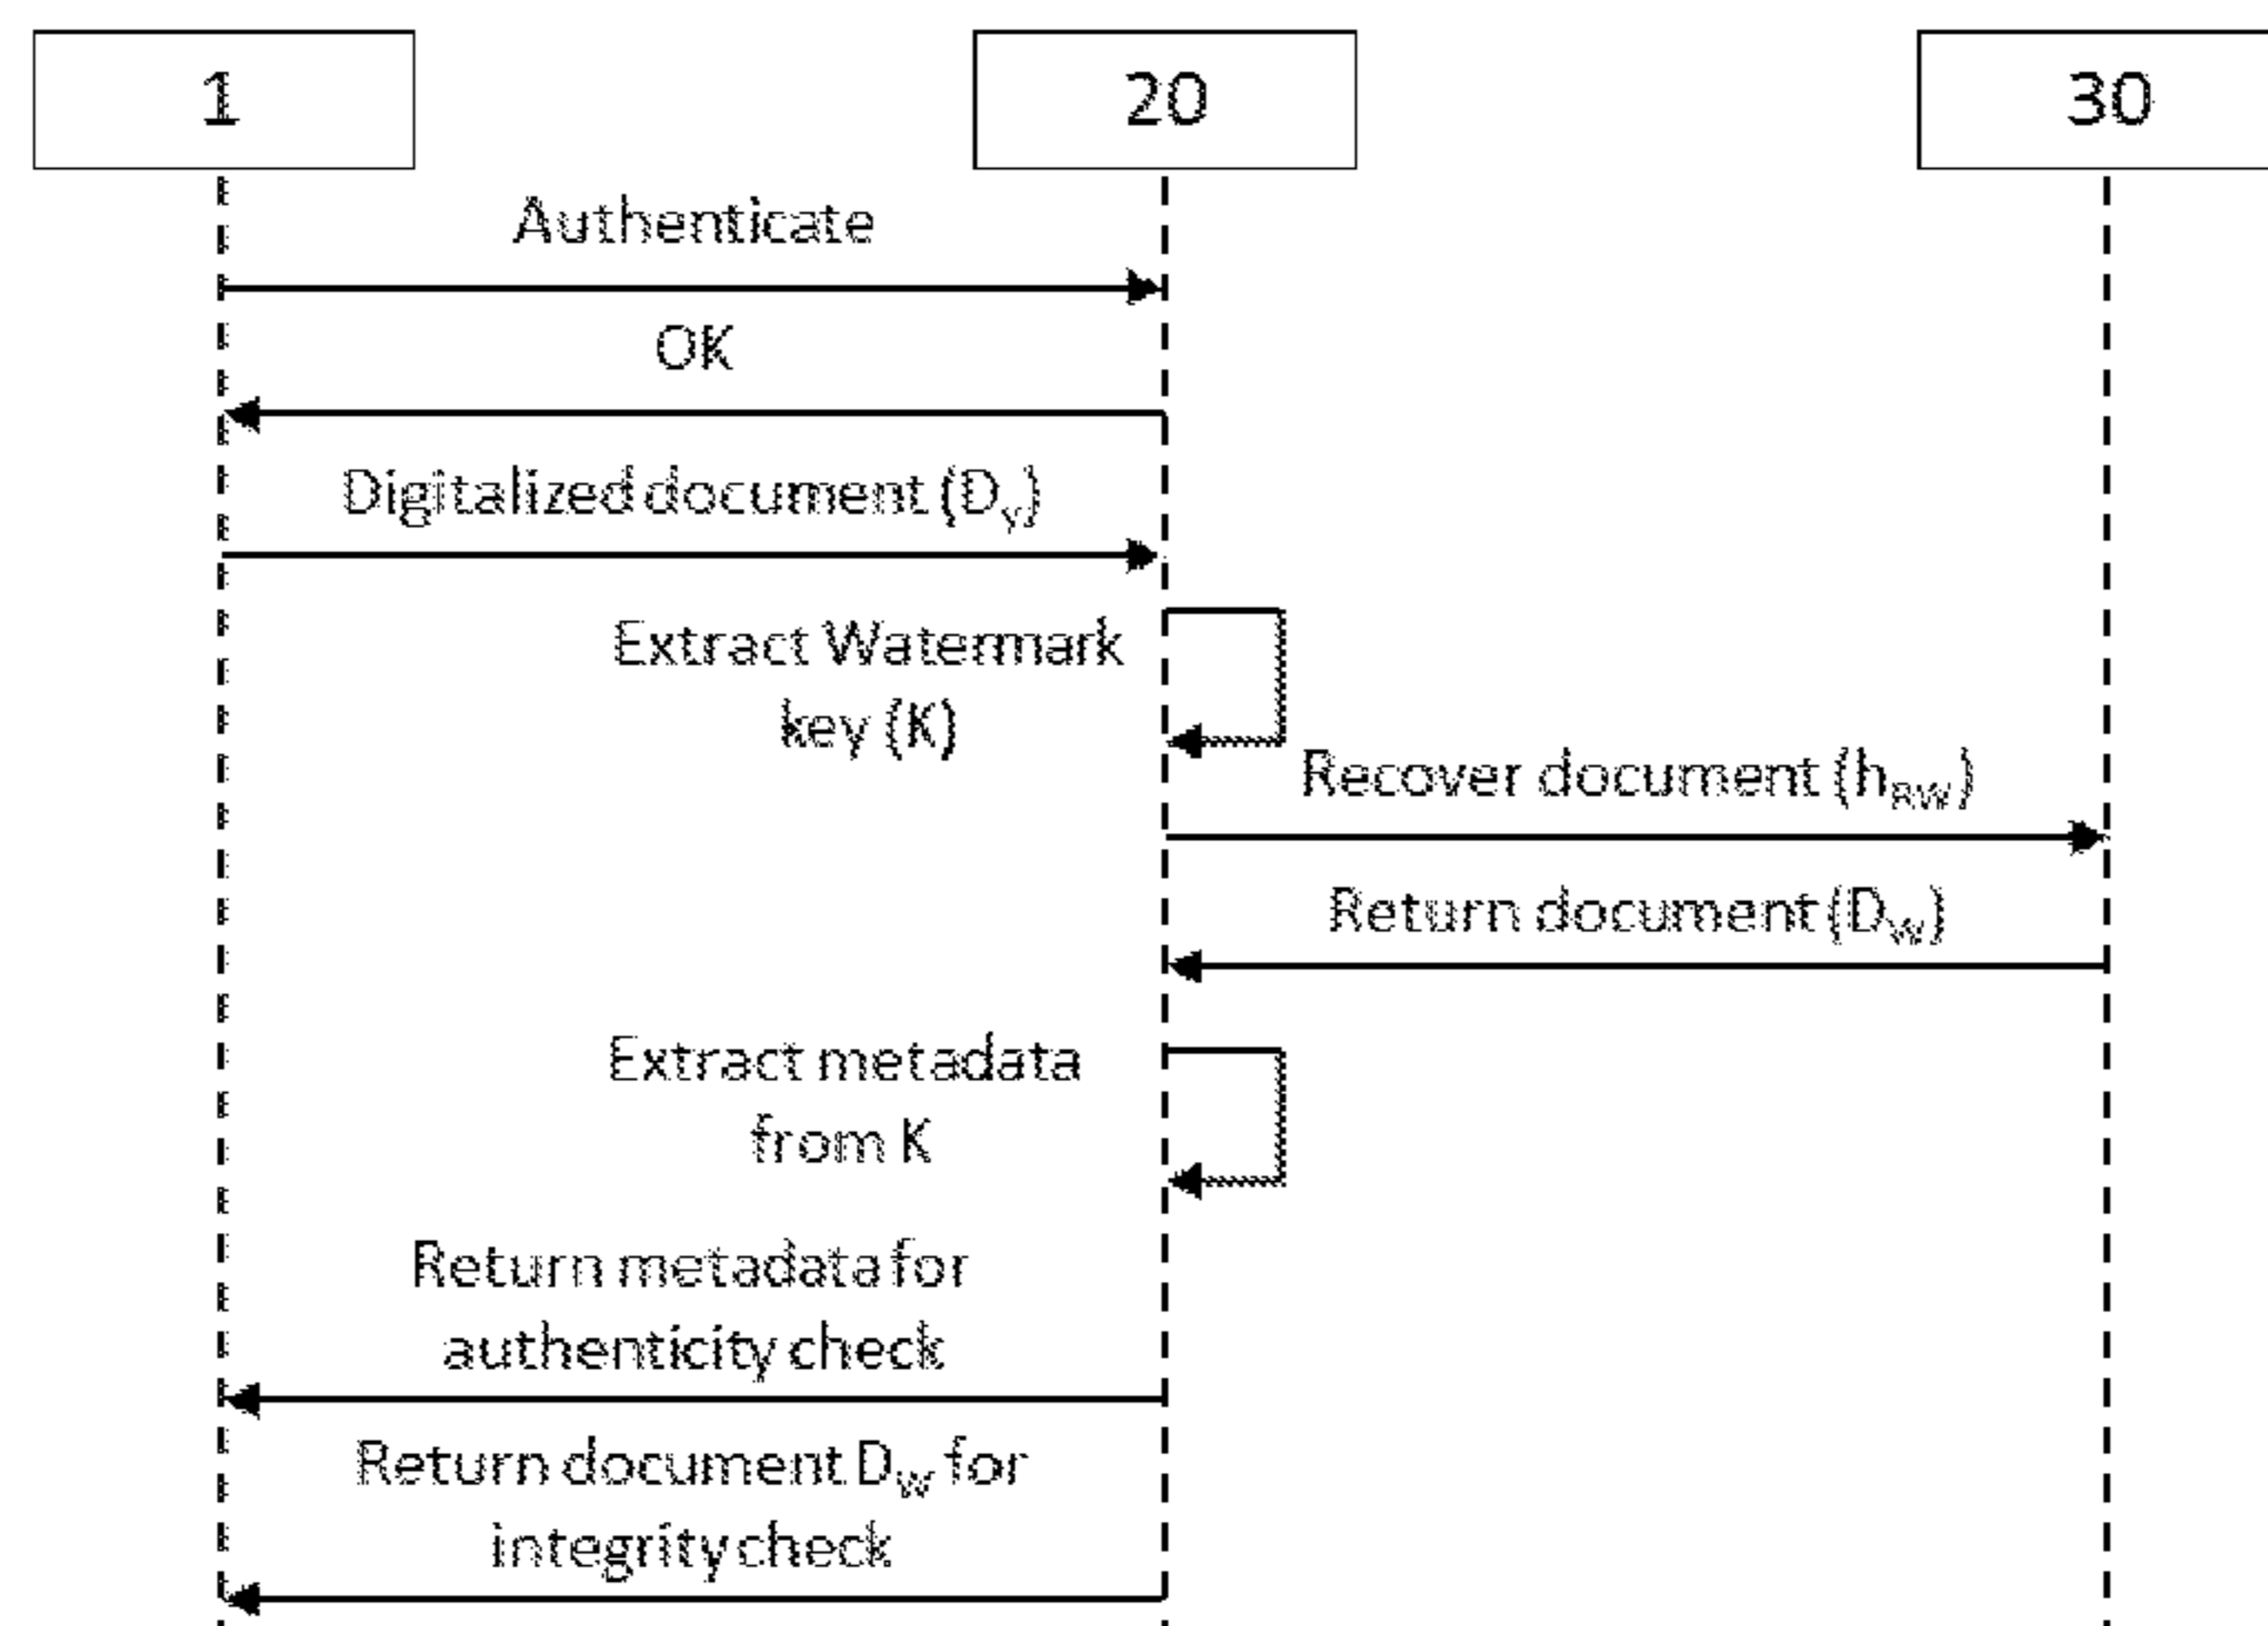 1
20
30
Authenticate
OK
Digitalized document (Dy)
Extract Watermark
key (K)
Recover document (hRW)
Return document (DW)
Extract metadata
from K
Return metadata for
authenticity check
Return document DW for
integrity check